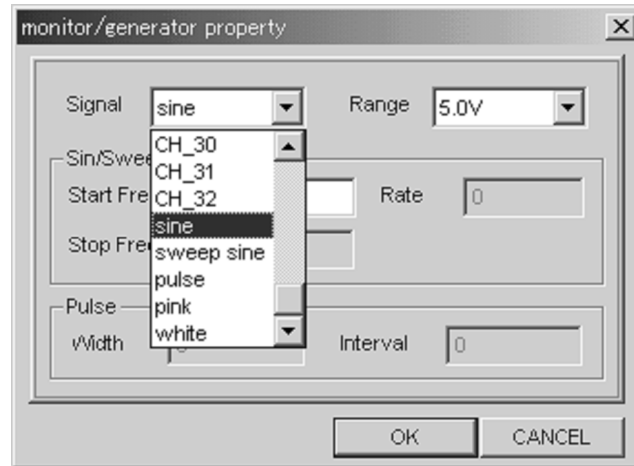 monitor/generator property
Signal sine Range 5.0V
CH_30
Sin/Swee CH_31
Start Fre CH_32 Rate 0
sine
Stop Fre sweep sine
pulse
Pulse pink
Width white Interval 0
OK CANCEL